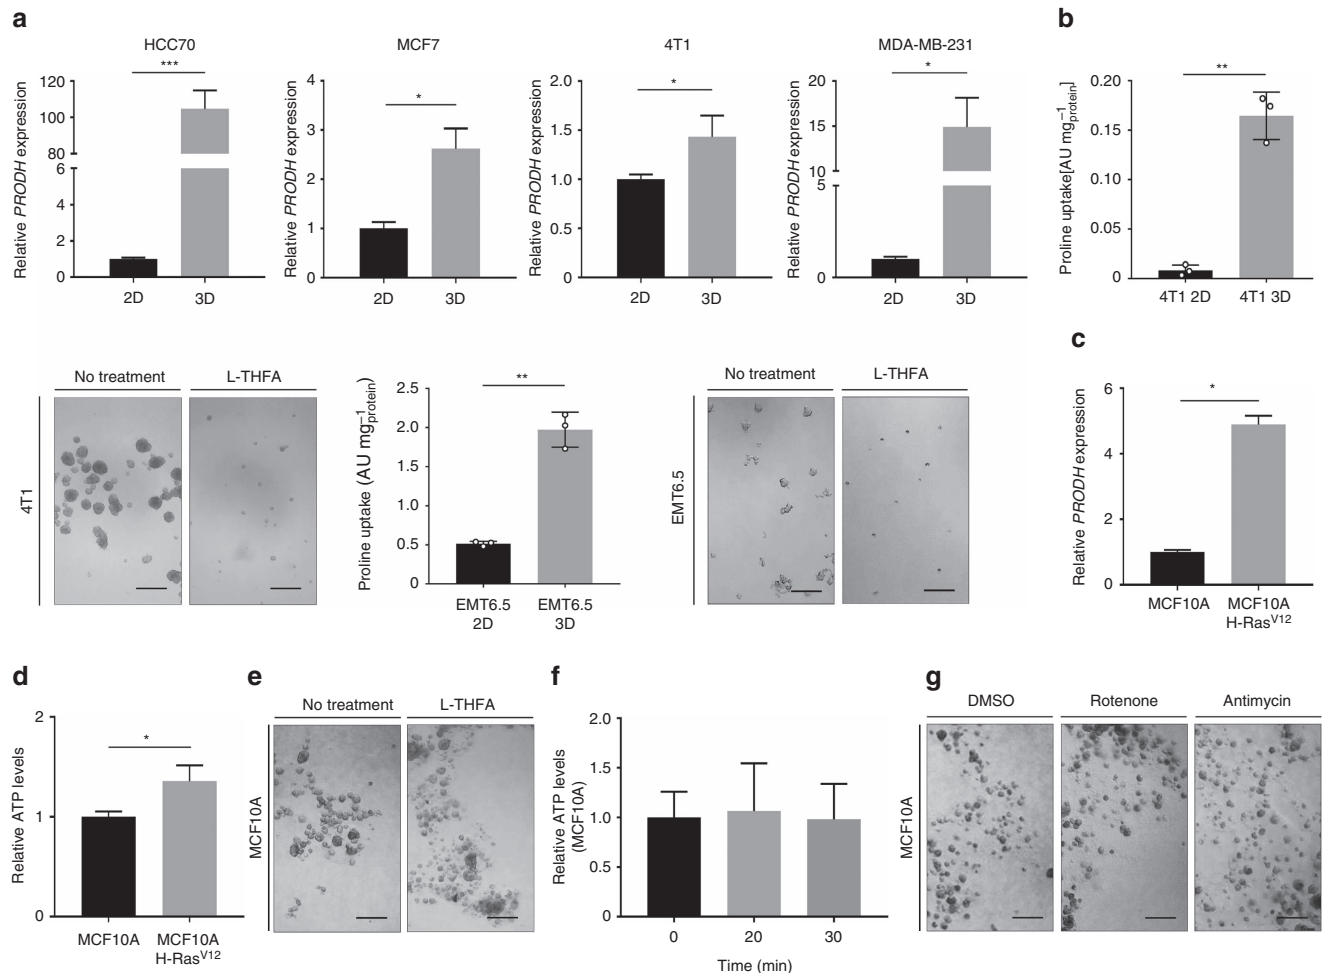 a
HCC70
***
Relative PRODH expression
120
100
80
6
4
2
0
2D 3D
MCF7
*
Relative PRODH expression
4
3
2
1
0
2D 3D
4T1
*
Relative PRODH expression
2.0
1.5
1.0
0.5
0
2D 3D
MDA-MB-231
*
Relative PRODH expression
20
15
10
5
0
2D 3D
b
**
Proline uptake[AU mg⁻¹protein]
0.20
0.15
0.10
0.05
0
4T1 2D 4T1 3D
No treatment L-THFA
4T1
**
Proline uptake (AU mg⁻¹protein)
2.5
2.0
1.5
1.0
0.5
0
EMT6.5 EMT6.5
2D 3D
No treatment L-THFA
EMT6.5
c
*
Relative PRODH expression
6
4
2
0
MCF10A MCF10A
H-RasV12
d
*
Relative ATP levels
2
1
0
MCF10A MCF10A
H-RasV12
e
No treatment L-THFA
MCF10A
f
Relative ATP levels
(MCF10A)
2.0
1.5
1.0
0.5
0
0 20 30
Time (min)
g
DMSO Rotenone Antimycin
MCF10A